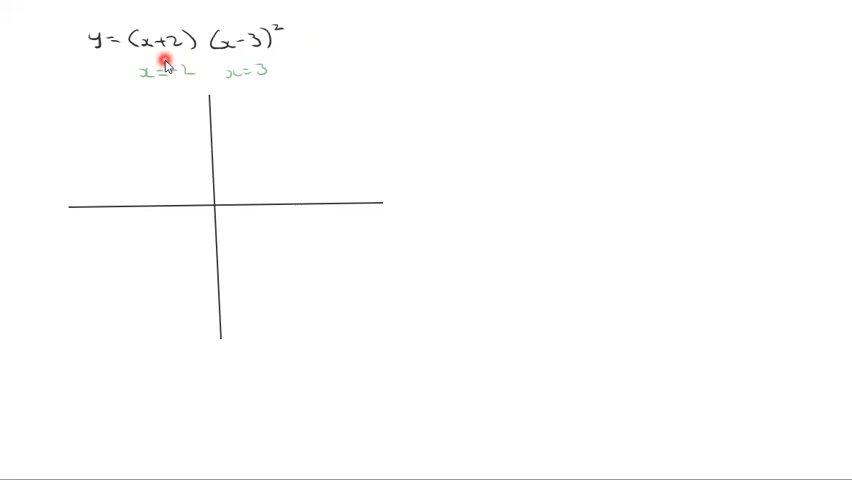 y = (x+2) (x-3)²
x=-2 x=3